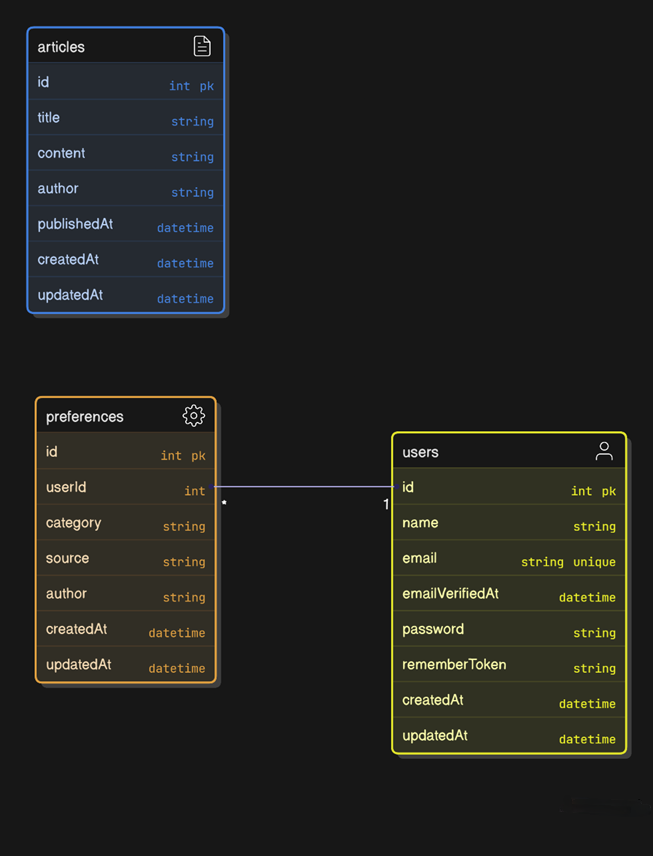 articles
id int pk
title string
content string
author string
publishedAt datetime
createdAt datetime
updatedAt datetime
preferences
id int pk
userId int
category string
source string
author string
createdAt datetime
updatedAt datetime
* 1
users
id int pk
name string
email string unique
emailVerifiedAt datetime
password string
rememberToken string
createdAt datetime
updatedAt datetime